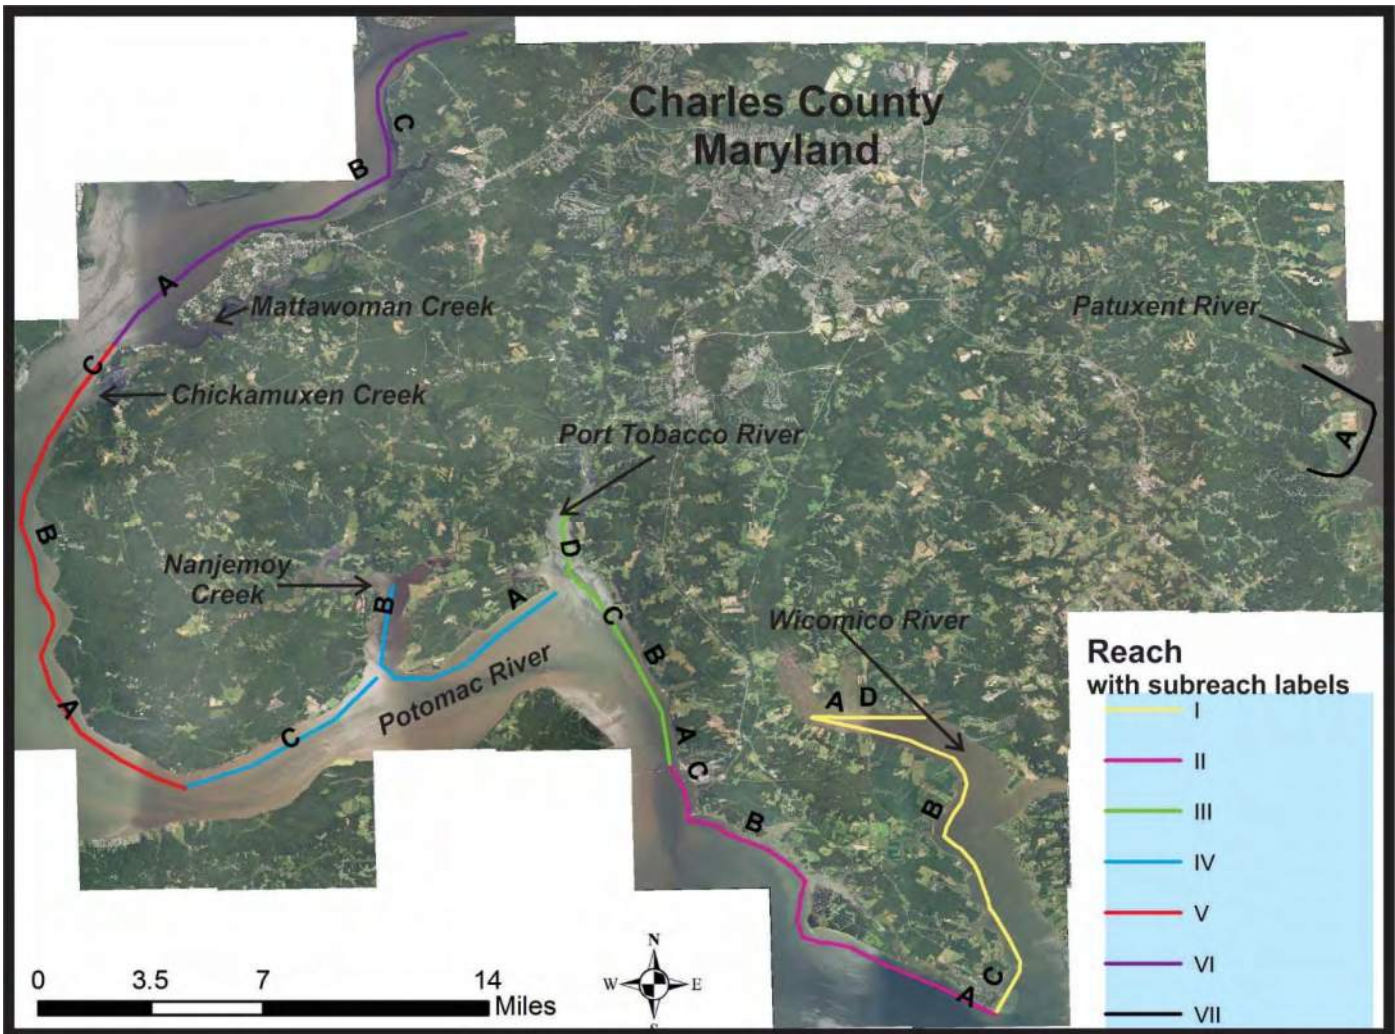 Charles County
Maryland
C
B
A
Mattawoman Creek
Patuxent River
C
Chickamuxen Creek
A
Port Tobacco River
B
D
Nanjemoy
Creek
B
A
C
Wicomico River
B
Potomac River
A
D
A
C
A
C
B
B
A
C
Reach
with subreach labels
I
II
III
IV
V
VI
VII
N
W
E
S
0
3.5
7
14
Miles